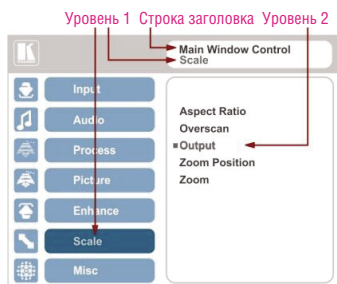 Уровень 1 Строка заголовка Уровень 2
Main Window Control
Scale
Input
Audio
Process
Picture
Enhance
Scale
Misc
Aspect Ratio
Overscan
Output
Zoom Position
Zoom